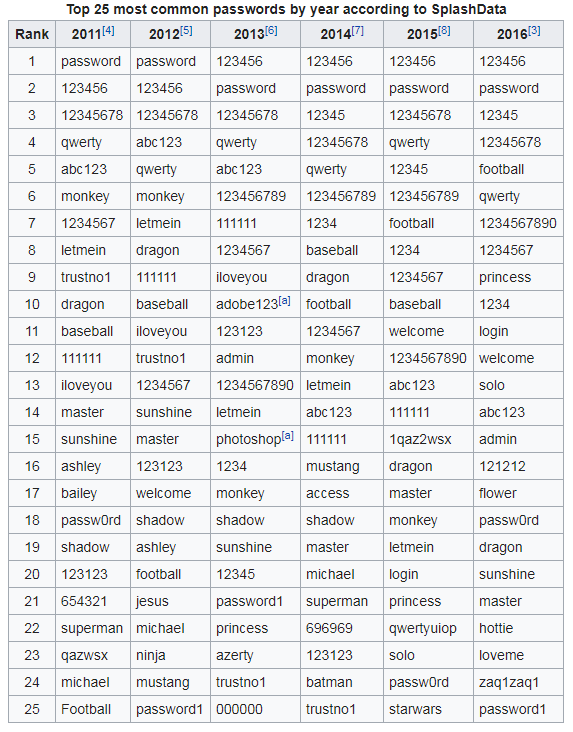 Top 25 most common passwords by year according to SplashData
Rank 2011[4] 2012[5] 2013[6] 2014[7] 2015[8] 2016[3]
1 password password 123456 123456 123456 123456
2 123456 123456 password password password password
3 12345678 12345678 12345678 12345 12345678 12345
4 qwerty abc123 qwerty 12345678 qwerty 12345678
5 abc123 qwerty abc123 qwerty 12345 football
6 monkey monkey 123456789 123456789 123456789 qwerty
7 1234567 letmein 111111 1234 football 1234567890
8 letmein dragon 1234567 baseball 1234 1234567
9 trustno1 111111 iloveyou dragon 1234567 princess
10 dragon baseball adobe123[a] football baseball 1234
11 baseball iloveyou 123123 1234567 welcome login
12 111111 trustno1 admin monkey 1234567890 welcome
13 iloveyou 1234567 1234567890 letmein abc123 solo
14 master sunshine letmein abc123 111111 abc123
15 sunshine master photoshop[a] 111111 1qaz2wsx admin
16 ashley 123123 1234 mustang dragon 121212
17 bailey welcome monkey access master flower
18 passw0rd shadow shadow shadow monkey passw0rd
19 shadow ashley sunshine master letmein dragon
20 123123 football 12345 michael login sunshine
21 654321 jesus password1 superman princess master
22 superman michael princess 696969 qwertyuiop hottie
23 qazwsx ninja azerty 123123 solo loveme
24 michael mustang trustno1 batman passw0rd zaq1zaq1
25 Football password1 000000 trustno1 starwars password1